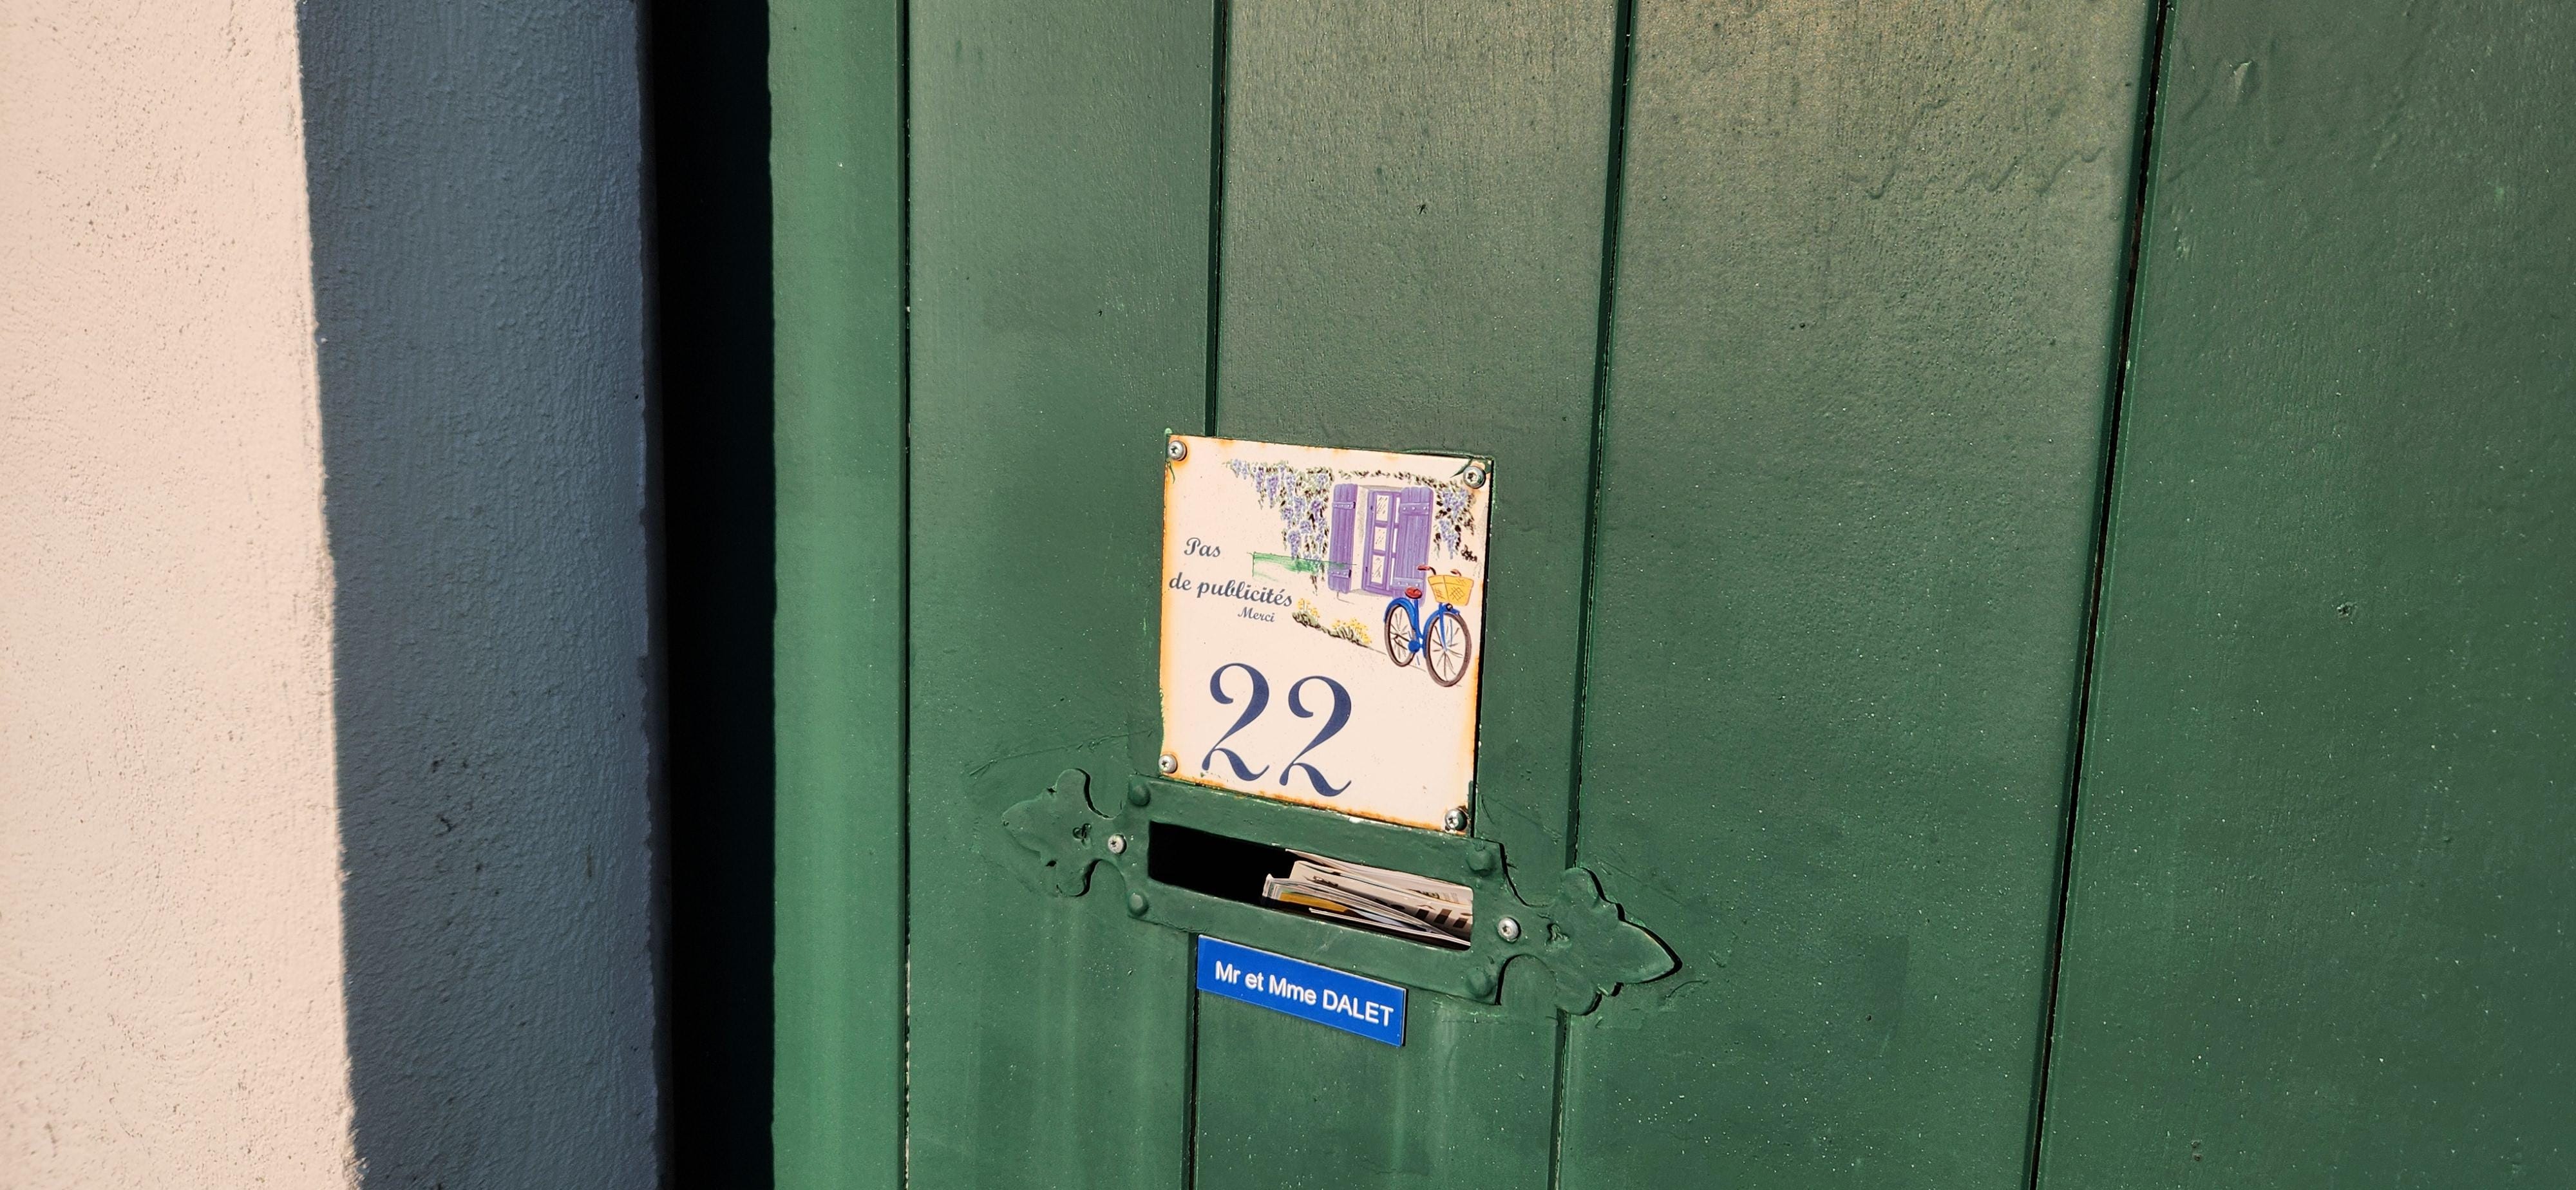 Pas
de publicités
Merci
22
Mr et Mme DALET